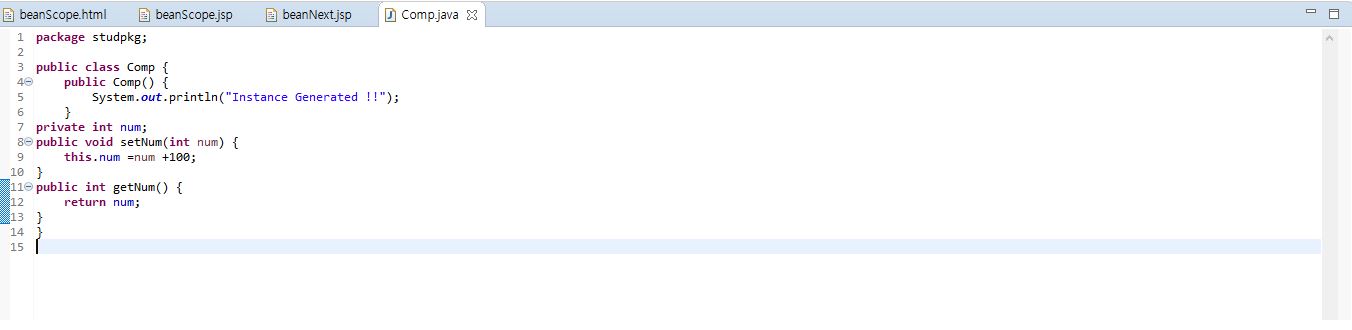 beanScope.html beanScope.jsp beanNext.jsp Comp.java
1 package studpkg;
2
3 public class Comp {
4 public Comp() {
5 System.out.println("Instance Generated !!");
6 }
7 private int num;
8 public void setNum(int num) {
9 this.num =num +100;
10 }
11 public int getNum() {
12 return num;
13 }
14 }
15